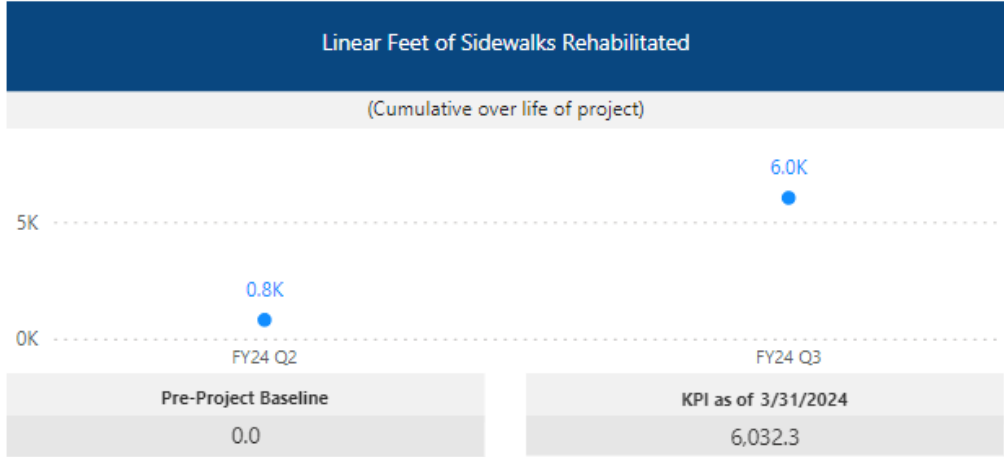 Linear Feet of Sidewalks Rehabilitated
(Cumulative over life of project)
6.0K
5K
0.8K
0K
FY24 Q2 FY24 Q3
Pre-Project Baseline KPI as of 3/31/2024
0.0 6,032.3